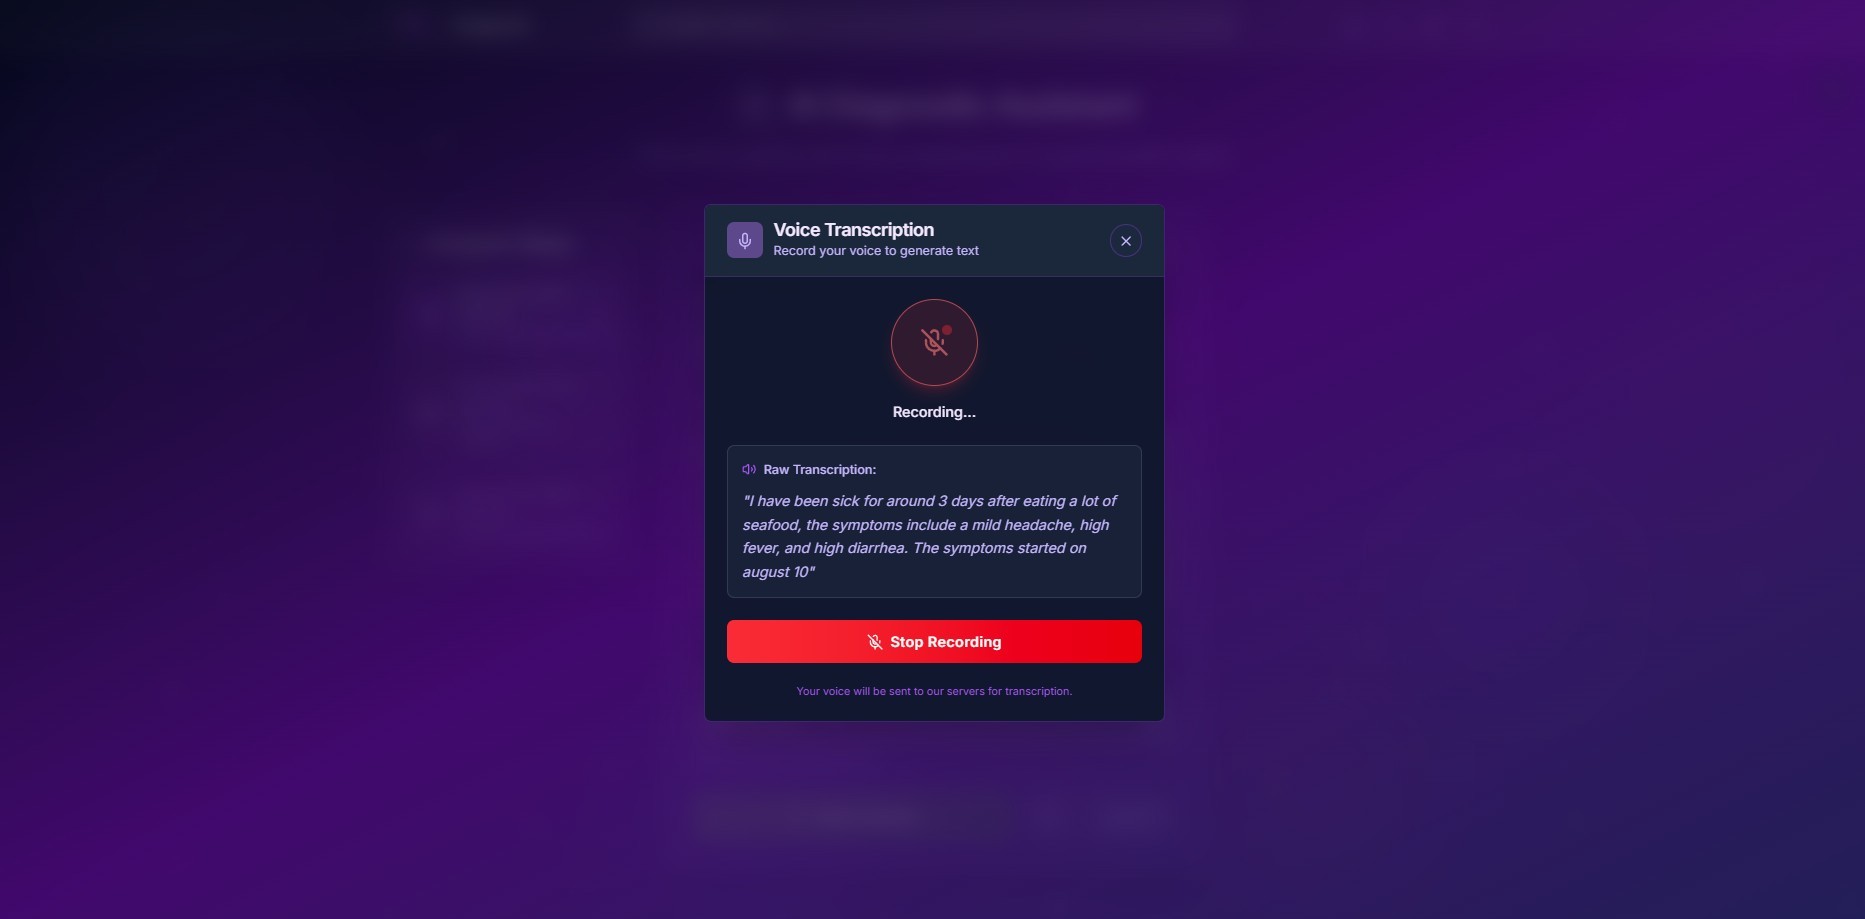 Voice Transcription
Record your voice to generate text
Recording...
Raw Transcription:
"I have been sick for around 3 days after eating a lot of
seafood, the symptoms include a mild headache, high
fever, and high diarrhea. The symptoms started on
august 10"
Stop Recording
Your voice will be sent to our servers for transcription.